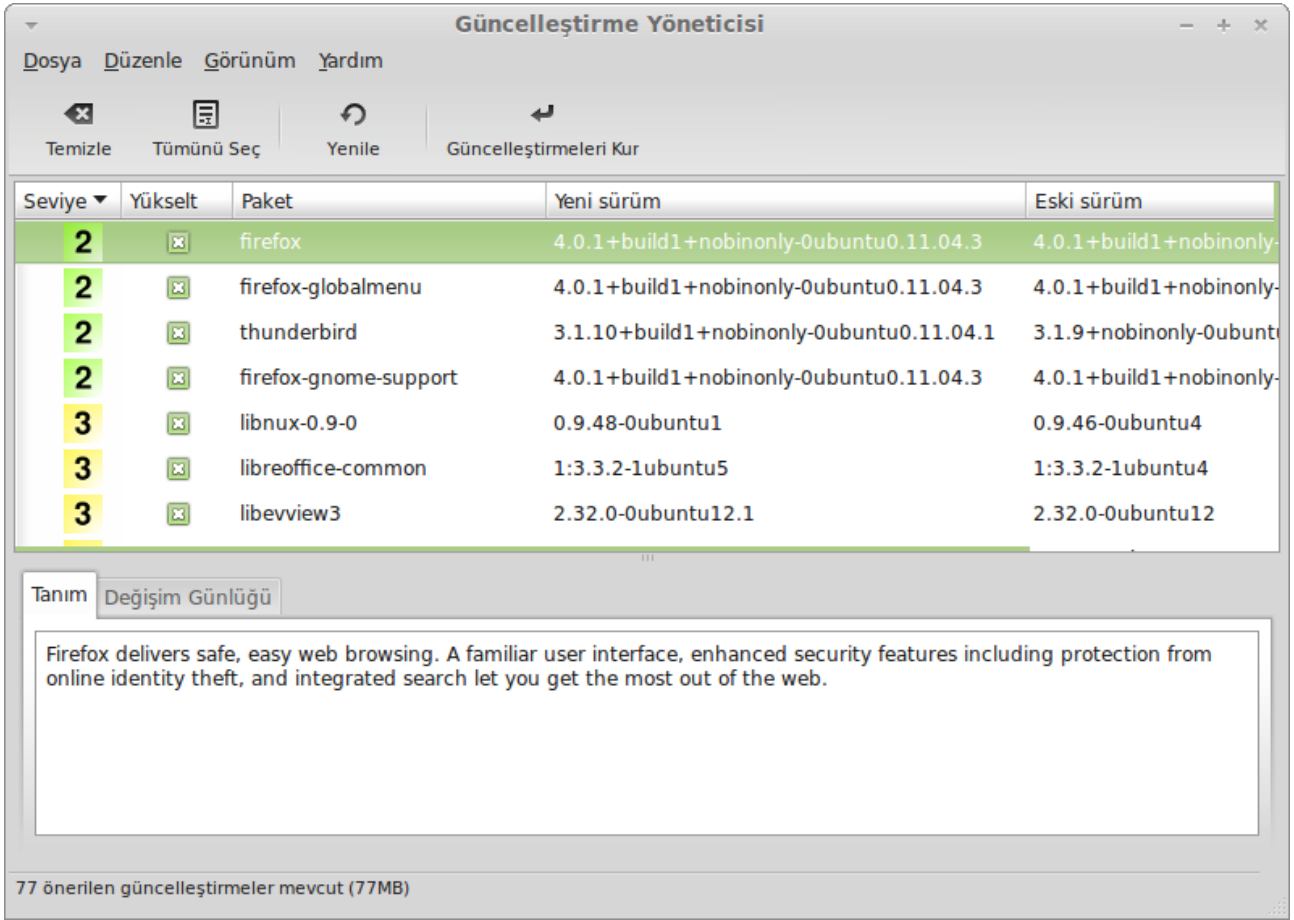 Güncelleştirme Yöneticisi
Dosya Düzenle Görünüm Yardım
Temizle Tümünü Seç Yenile Güncelleştirmeleri Kur
Seviye Yükselt Paket Yeni sürüm Eski sürüm
2 firefox 4.0.1+build1+nobinonly-0ubuntu0.11.04.3 4.0.1+build1+nobinonly-
2 firefox-globalmenu 4.0.1+build1+nobinonly-0ubuntu0.11.04.3 4.0.1+build1+nobinonly-
2 thunderbird 3.1.10+build1+nobinonly-0ubuntu0.11.04.1 3.1.9+nobinonly-0ubuntu
2 firefox-gnome-support 4.0.1+build1+nobinonly-0ubuntu0.11.04.3 4.0.1+build1+nobinonly-
3 libnux-0.9-0 0.9.48-0ubuntu1 0.9.46-0ubuntu4
3 libreoffice-common 1:3.3.2-1ubuntu5 1:3.3.2-1ubuntu4
3 libevview3 2.32.0-0ubuntu12.1 2.32.0-0ubuntu12
Tanım Değişim Günlüğü
Firefox delivers safe, easy web browsing. A familiar user interface, enhanced security features including protection from
online identity theft, and integrated search let you get the most out of the web.
77 önerilen güncelleştirmeler mevcut (77MB)